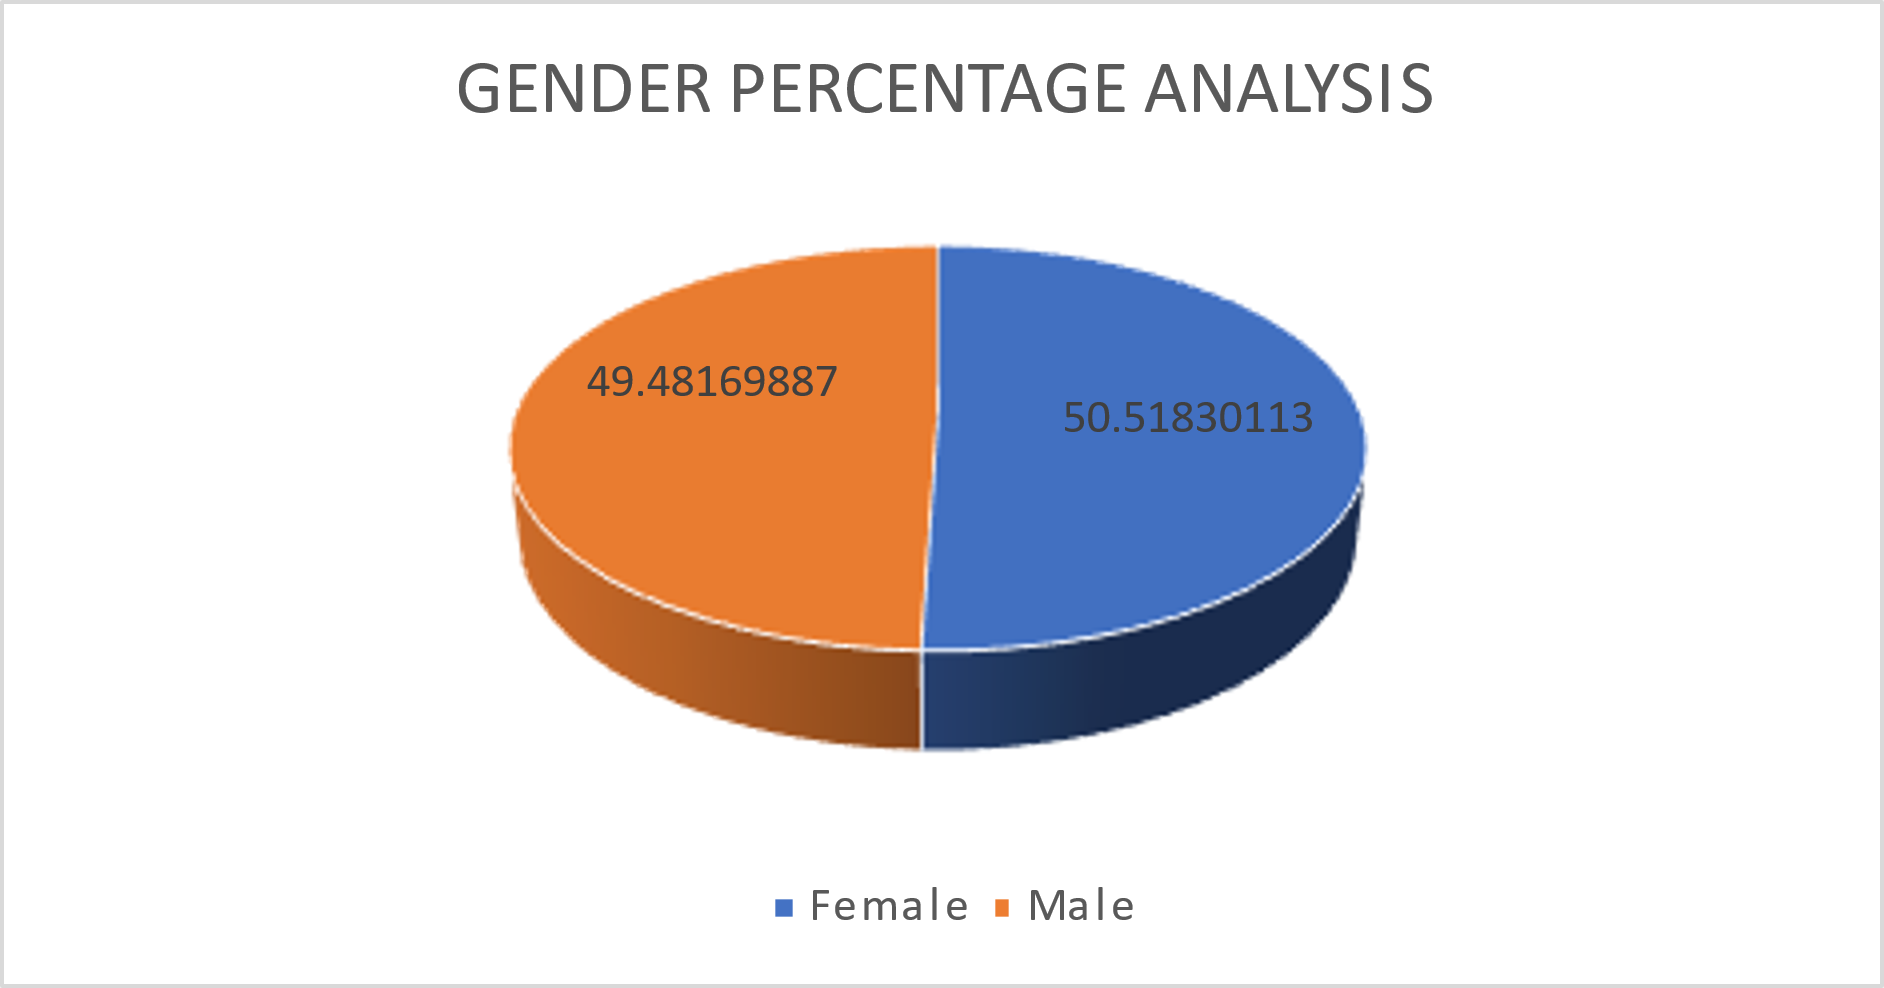 GENDER PERCENTAGE ANALYSIS
49.48169887
50.51830113
Female Male